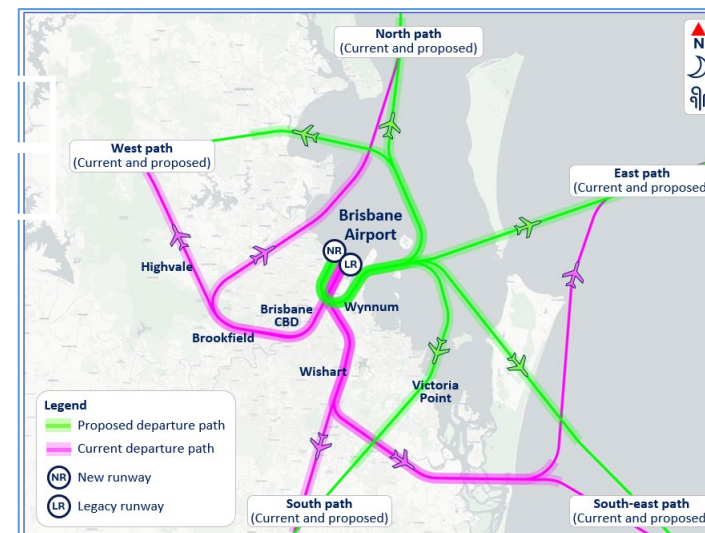 North path
(Current and proposed)
N
West path
(Current and proposed)
East path
(Current and proposed)
Brisbane
Airport
NR
LR
Highvale
Brisbane
CBD
Wynnum
Brookfield
Wishart
Victoria
Point
Legend
Proposed departure path
Current departure path
NR New runway
LR Legacy runway
South path
(Current and proposed)
South-east path
(Current and proposed)